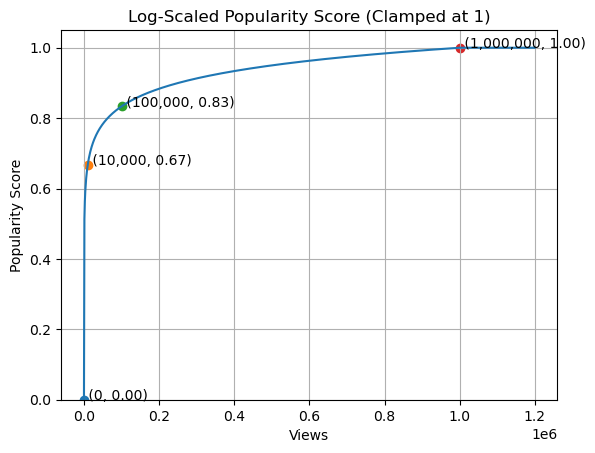 Log-Scaled Popularity Score (Clamped at 1)
1.0
(1,000,000, 1.00)
(100,000, 0.83)
0.8
(10,000, 0.67)
0.6
Popularity Score
0.4
0.2
0.0
(0, 0.00)
0.0 0.2 0.4 0.6 0.8 1.0 1.2
1e6
Views